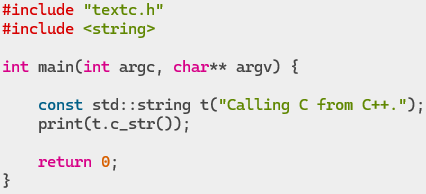 #include "textc.h"
#include <string>
int main(int argc, char** argv) {
const std::string t("Calling C from C++.");
print(t.c_str());
return 0;
}